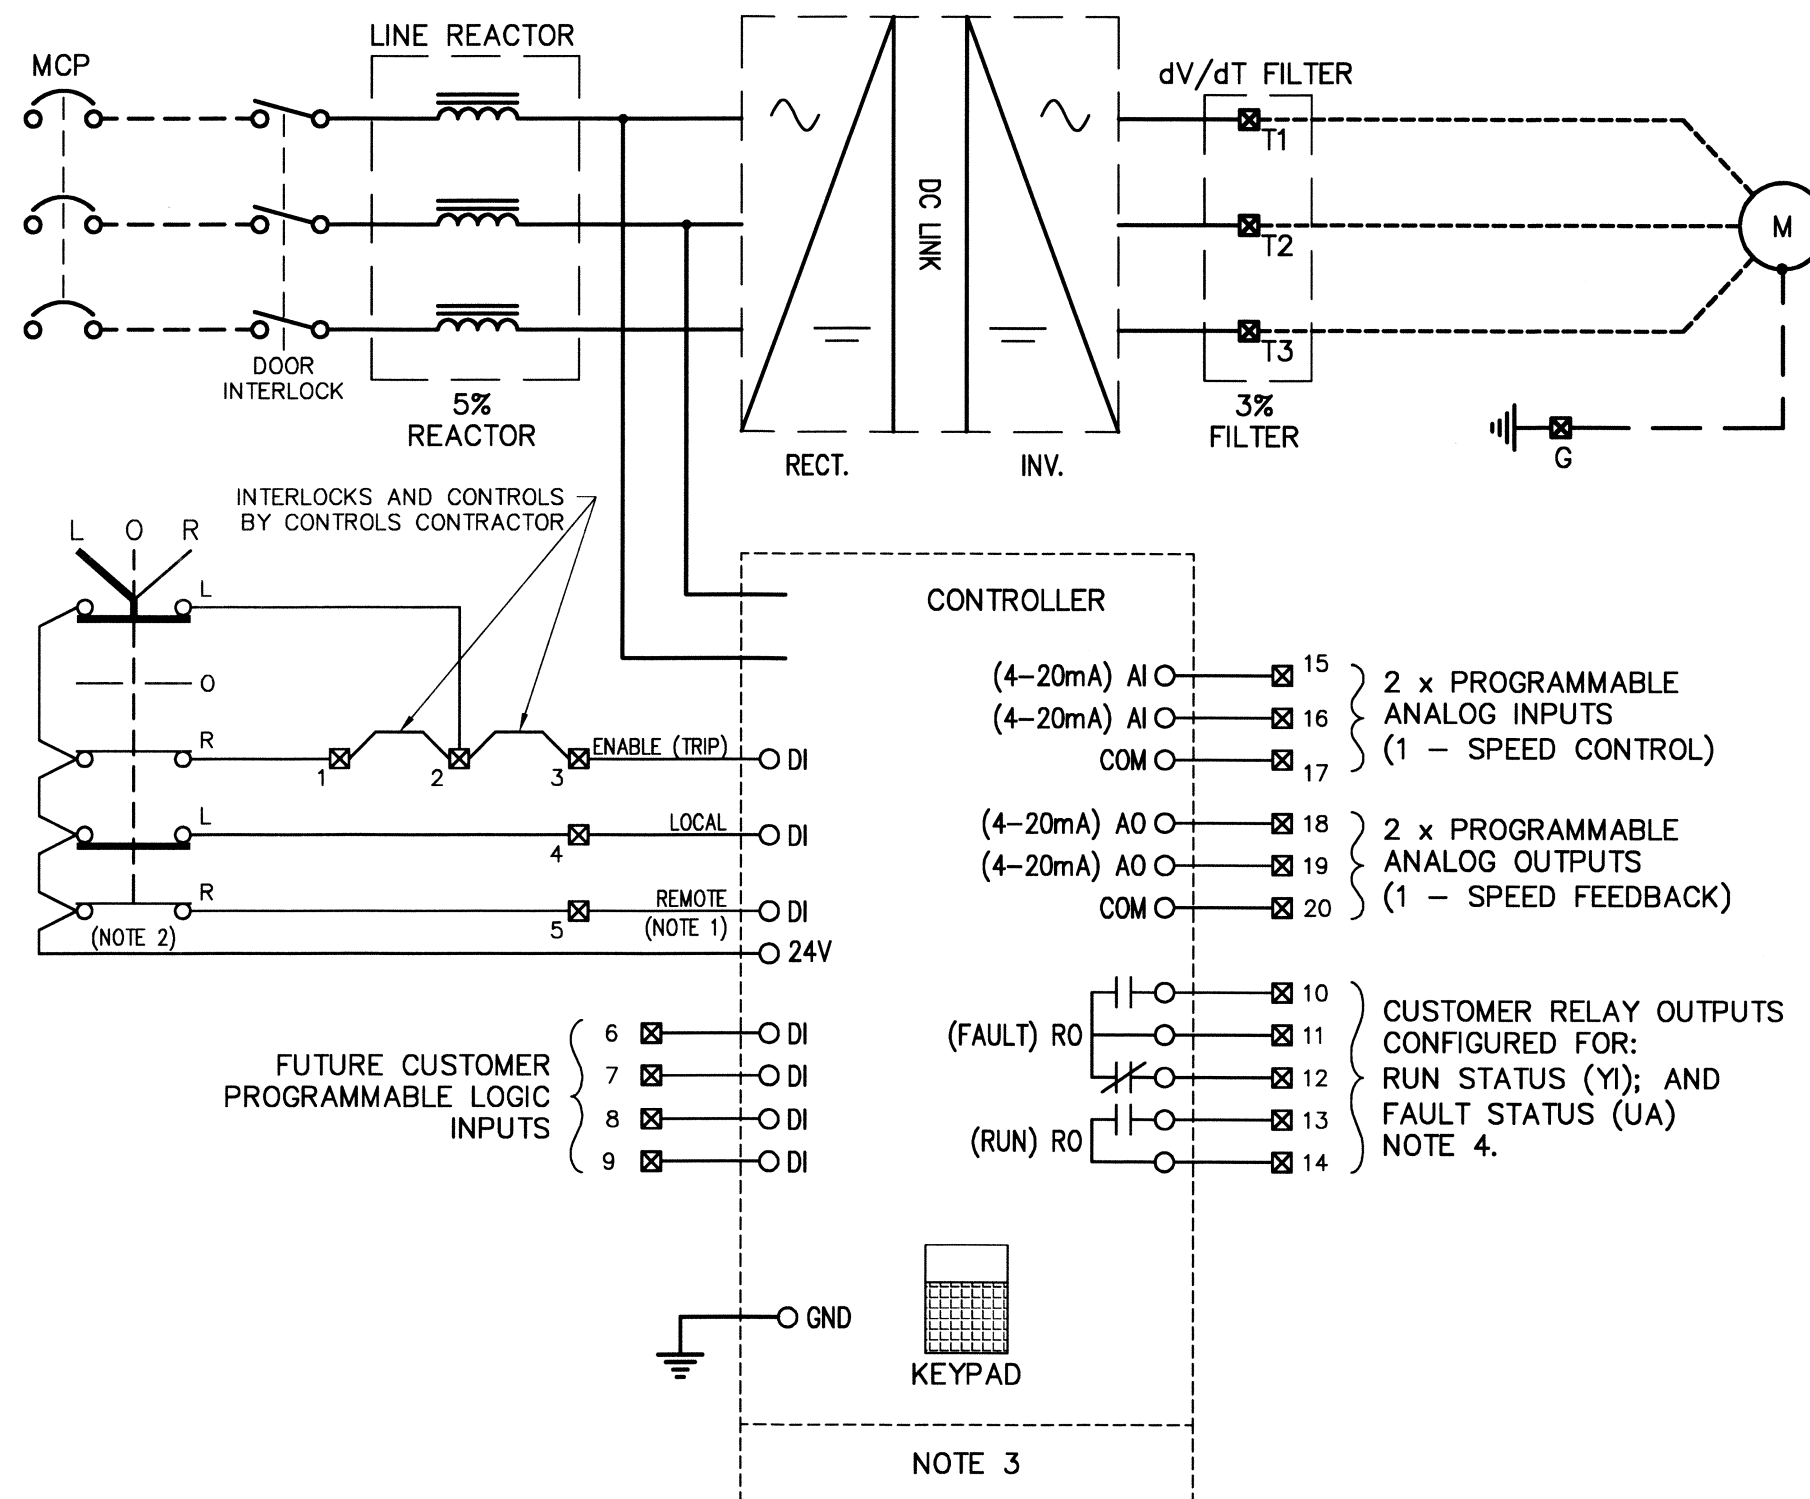 LINE REACTOR
MCP
dV/dT FILTER
T1
T2
T3
M
DC LINK
DOOR
INTERLOCK
5%
REACTOR
3%
FILTER
RECT.
INV.
G
INTERLOCKS AND CONTROLS
BY CONTROLS CONTRACTOR
L O R
L
O
R
L
R
(NOTE 2)
1
2
3
ENABLE (TRIP)
DI
4
LOCAL
DI
5
REMOTE
(NOTE 1)
DI
24V
FUTURE CUSTOMER
PROGRAMMABLE LOGIC
INPUTS
6 DI
7 DI
8 DI
9 DI
GND
CONTROLLER
(4-20mA) AI 15
(4-20mA) AI 16
COM 17
2 x PROGRAMMABLE
ANALOG INPUTS
(1 - SPEED CONTROL)
(4-20mA) AO 18
(4-20mA) AO 19
COM 20
2 x PROGRAMMABLE
ANALOG OUTPUTS
(1 - SPEED FEEDBACK)
10
(FAULT) RO 11
12
13
(RUN) RO
14
CUSTOMER RELAY OUTPUTS
CONFIGURED FOR:
RUN STATUS (YI); AND
FAULT STATUS (UA)
NOTE 4.
KEYPAD
NOTE 3